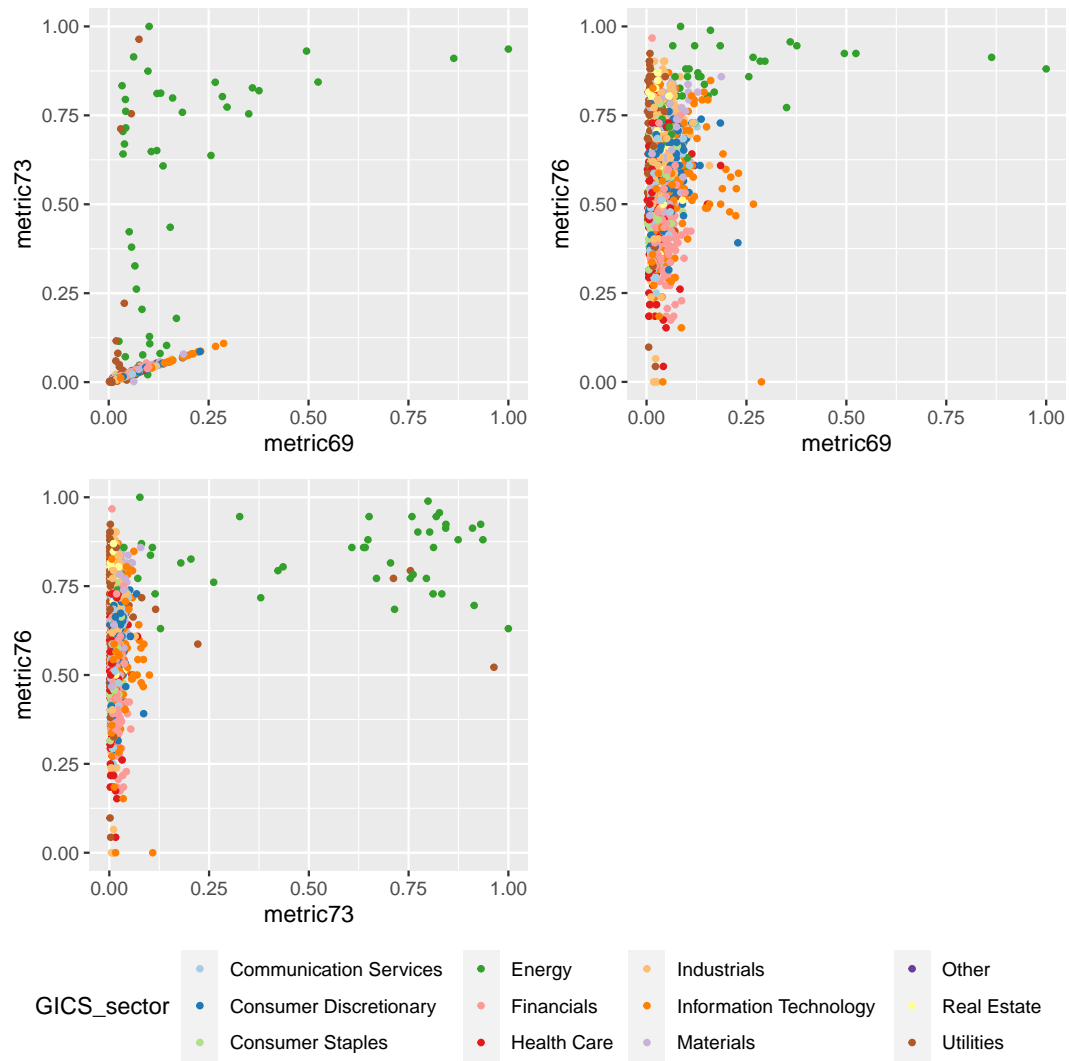 1.00
0.75
0.50
0.25
0.00
metric73
0.00 0.25 0.50 0.75 1.00
metric69
1.00
0.75
0.50
0.25
0.00
metric76
0.00 0.25 0.50 0.75 1.00
metric69
1.00
0.75
0.50
0.25
0.00
metric76
0.00 0.25 0.50 0.75 1.00
metric73
GICS_sector
Communication Services Energy Industrials Other
Consumer Discretionary Financials Information Technology Real Estate
Consumer Staples Health Care Materials Utilities